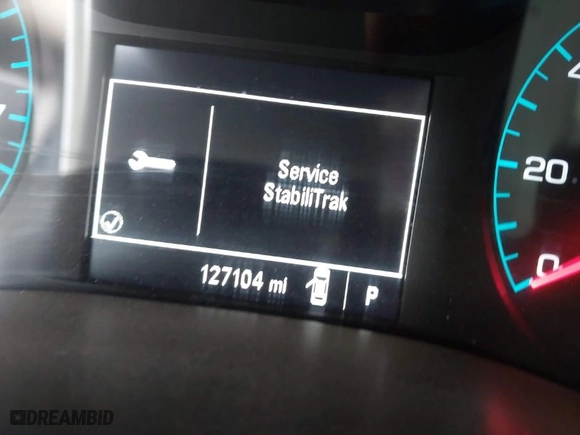 Service
StabiliTrak
127104 mi
P
20
0
DREAMBID